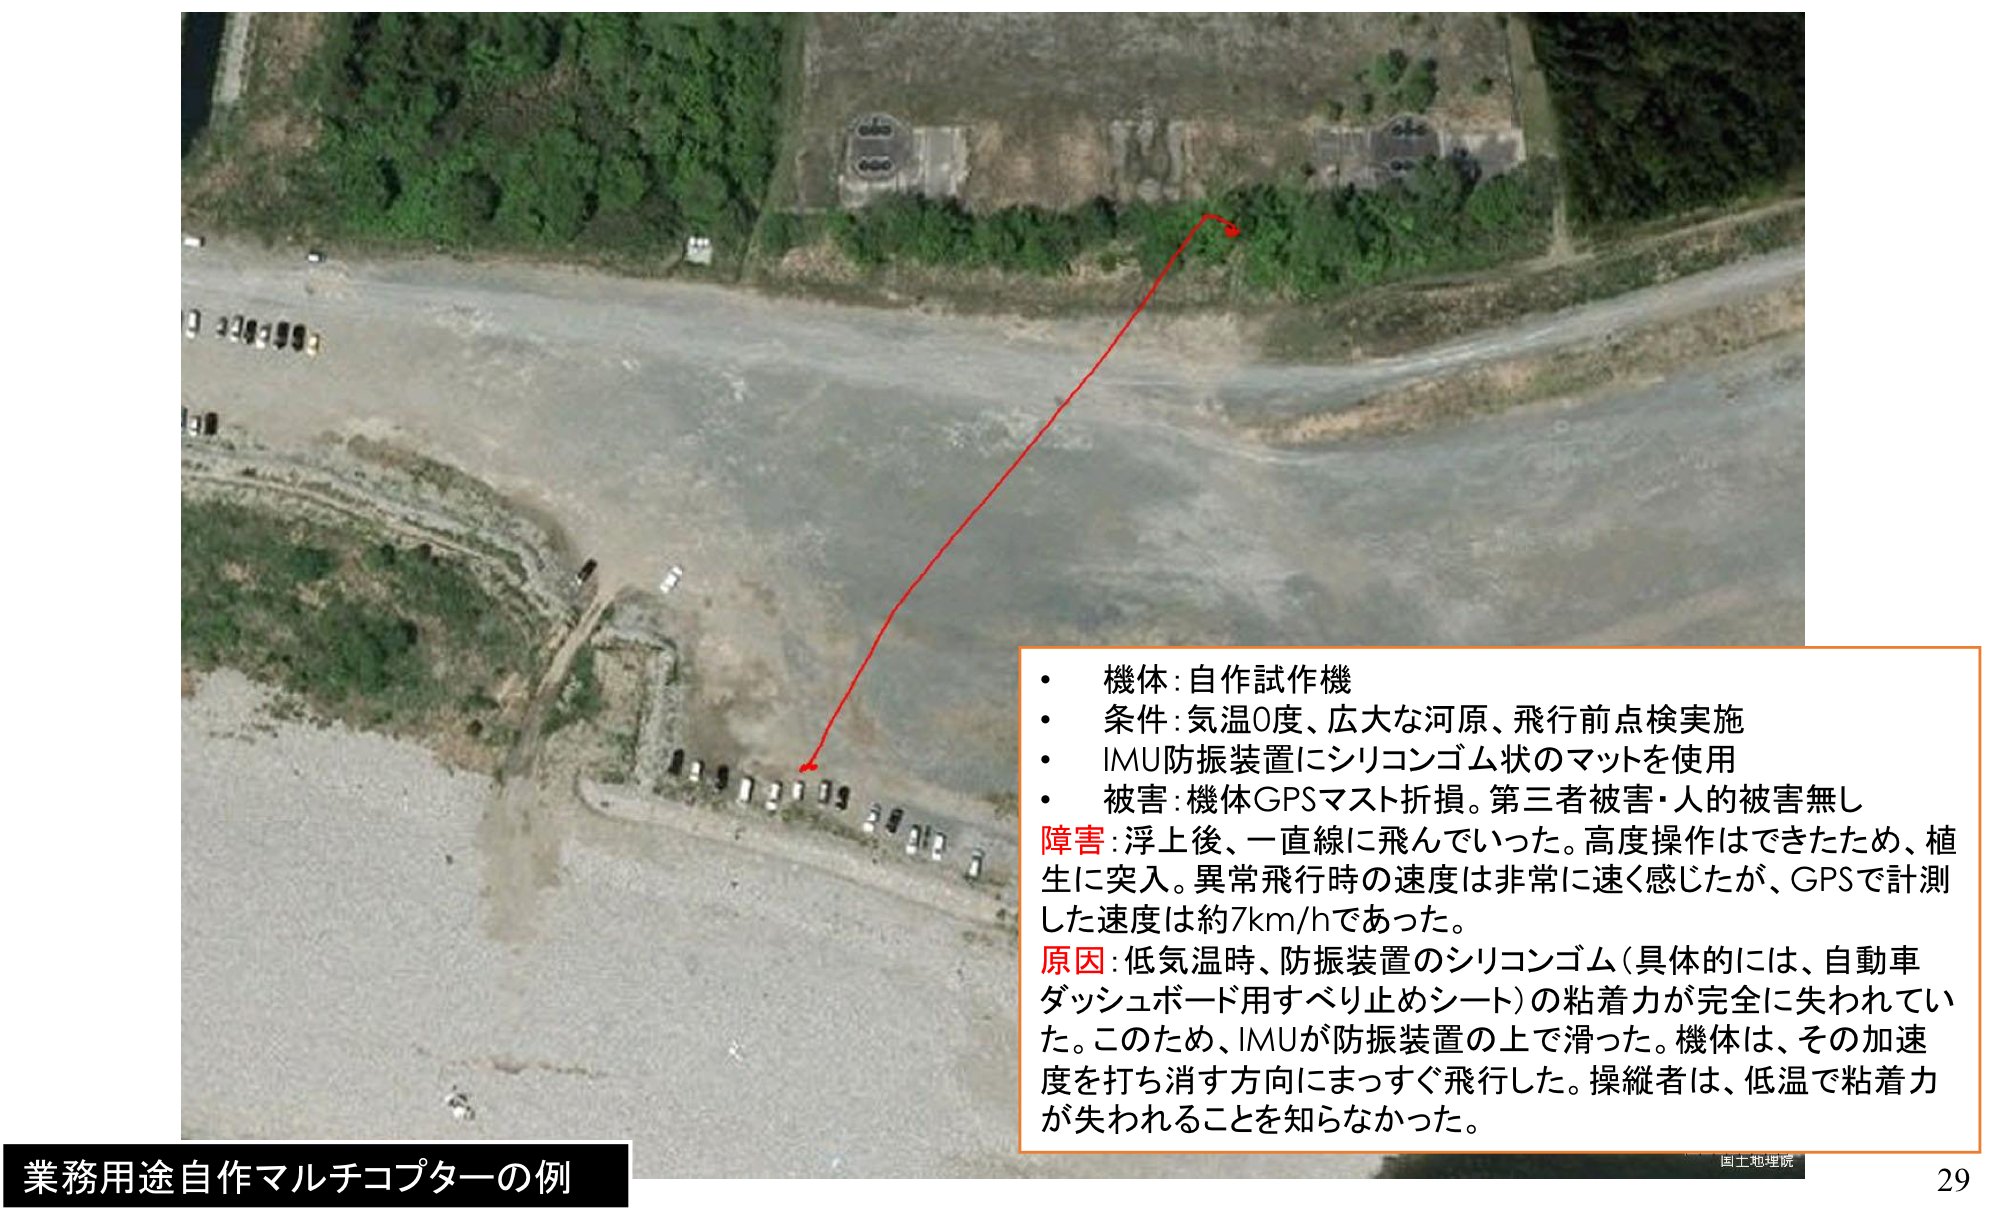 • 機体:自作試作機
• 条件:気温0度、広大な河原、飛行前点検実施
• IMU防振装置にシリコンゴム状のマットを使用
• 被害:機体GPSマスト折損。第三者被害・人的被害無し
障害:浮上後、一直線に飛んでいった。高度操作はできたため、植
生に突入。異常飛行時の速度は非常に速く感じたが、GPSで計測
した速度は約7km/hであった。
原因:低気温時、防振装置のシリコンゴム(具体的には、自動車
ダッシュボード用すべり止めシート)の粘着力が完全に失われてい
た。このため、IMUが防振装置の上で滑った。機体は、その加速
度を打ち消す方向にまっすぐ飛行した。操縦者は、低温で粘着力
が失われることを知らなかった。
国土地理院
業務用途自作マルチコプターの例
29